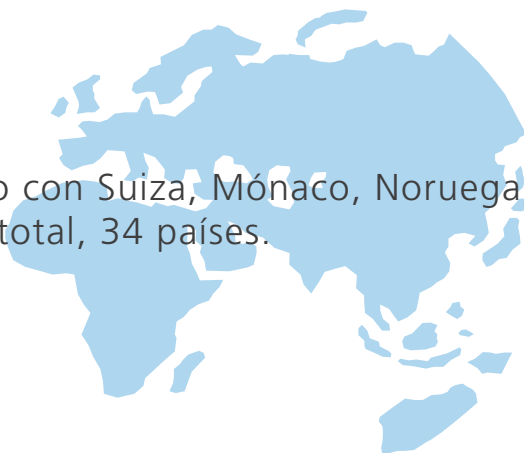 con Suiza, Mónaco, Noruega
total, 34 países.